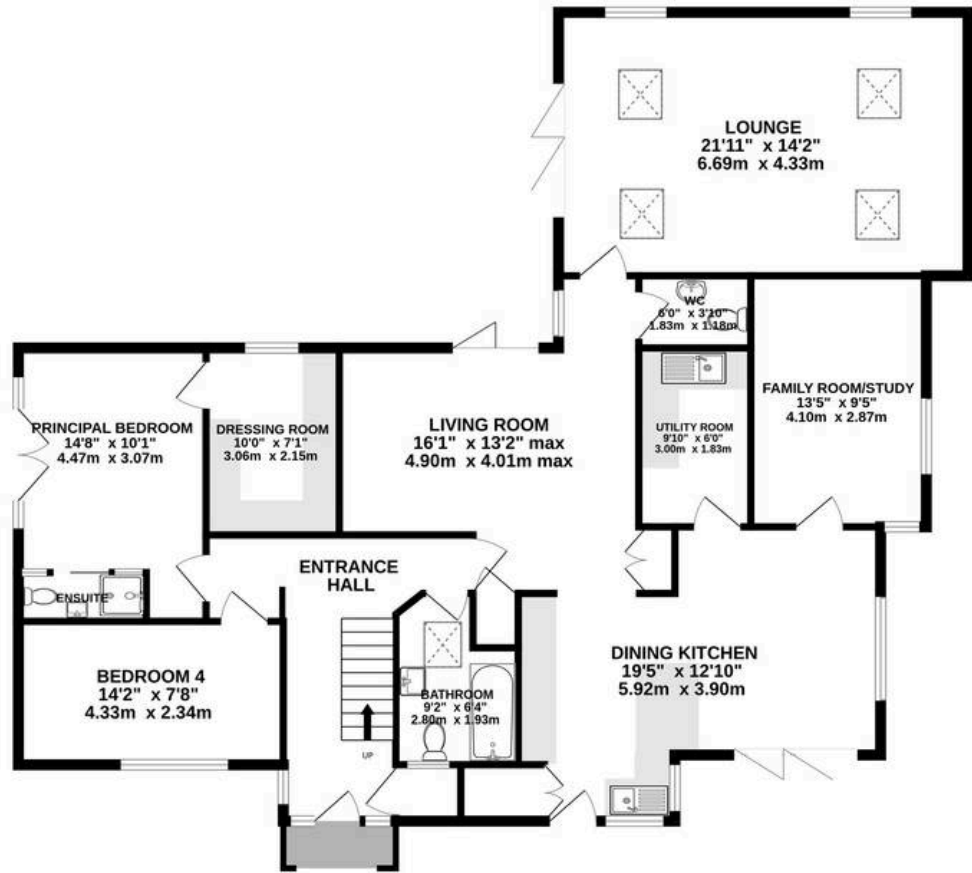 LOUNGE
21'11" x 14'2"
6.69m x 4.33m
WC
6'0" x 3'10"
1.83m x 1.18m
PRINCIPAL BEDROOM
14'8" x 10'1"
4.47m x 3.07m
DRESSING ROOM
10'0" x 7'1"
3.06m x 2.15m
LIVING ROOM
16'1" x 13'2" max
4.90m x 4.01m max
UTILITY ROOM
9'10" x 6'0"
3.00m x 1.83m
FAMILY ROOM/STUDY
13'5" x 9'5"
4.10m x 2.87m
ENTRANCE
HALL
ENSUITE
BEDROOM 4
14'2" x 7'8"
4.33m x 2.34m
UP
BATHROOM
9'2" x 6'4"
2.80m x 1.93m
DINING KITCHEN
19'5" x 12'10"
5.92m x 3.90m